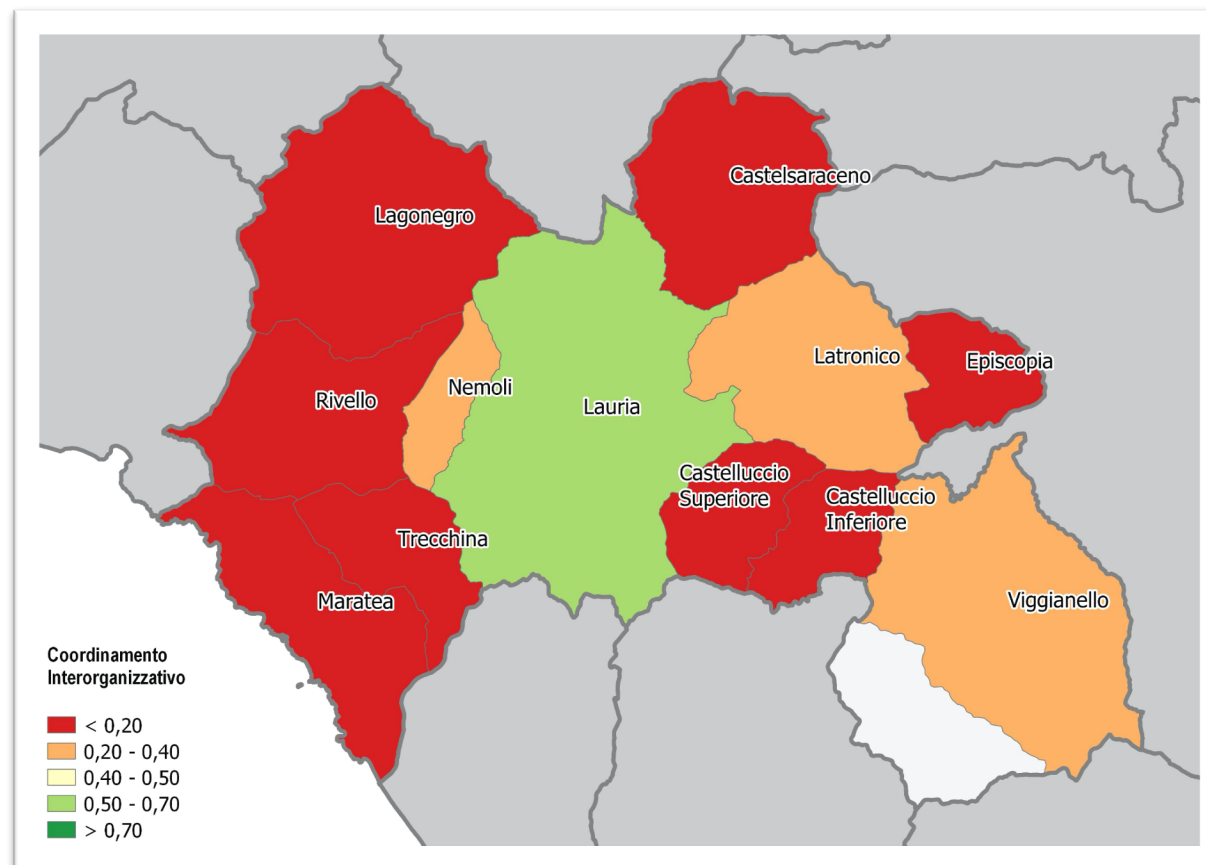 Castelsaraceno
Lagonegro
Latronico
Episcopia
Nemoli
Rivello
Lauria
Castelluccio
Superiore
Castelluccio
Inferiore
Trecchina
Maratea
Viggianello
Coordinamento
Interorganizzativo
< 0,20
0,20 - 0,40
0,40 - 0,50
0,50 - 0,70
> 0,70